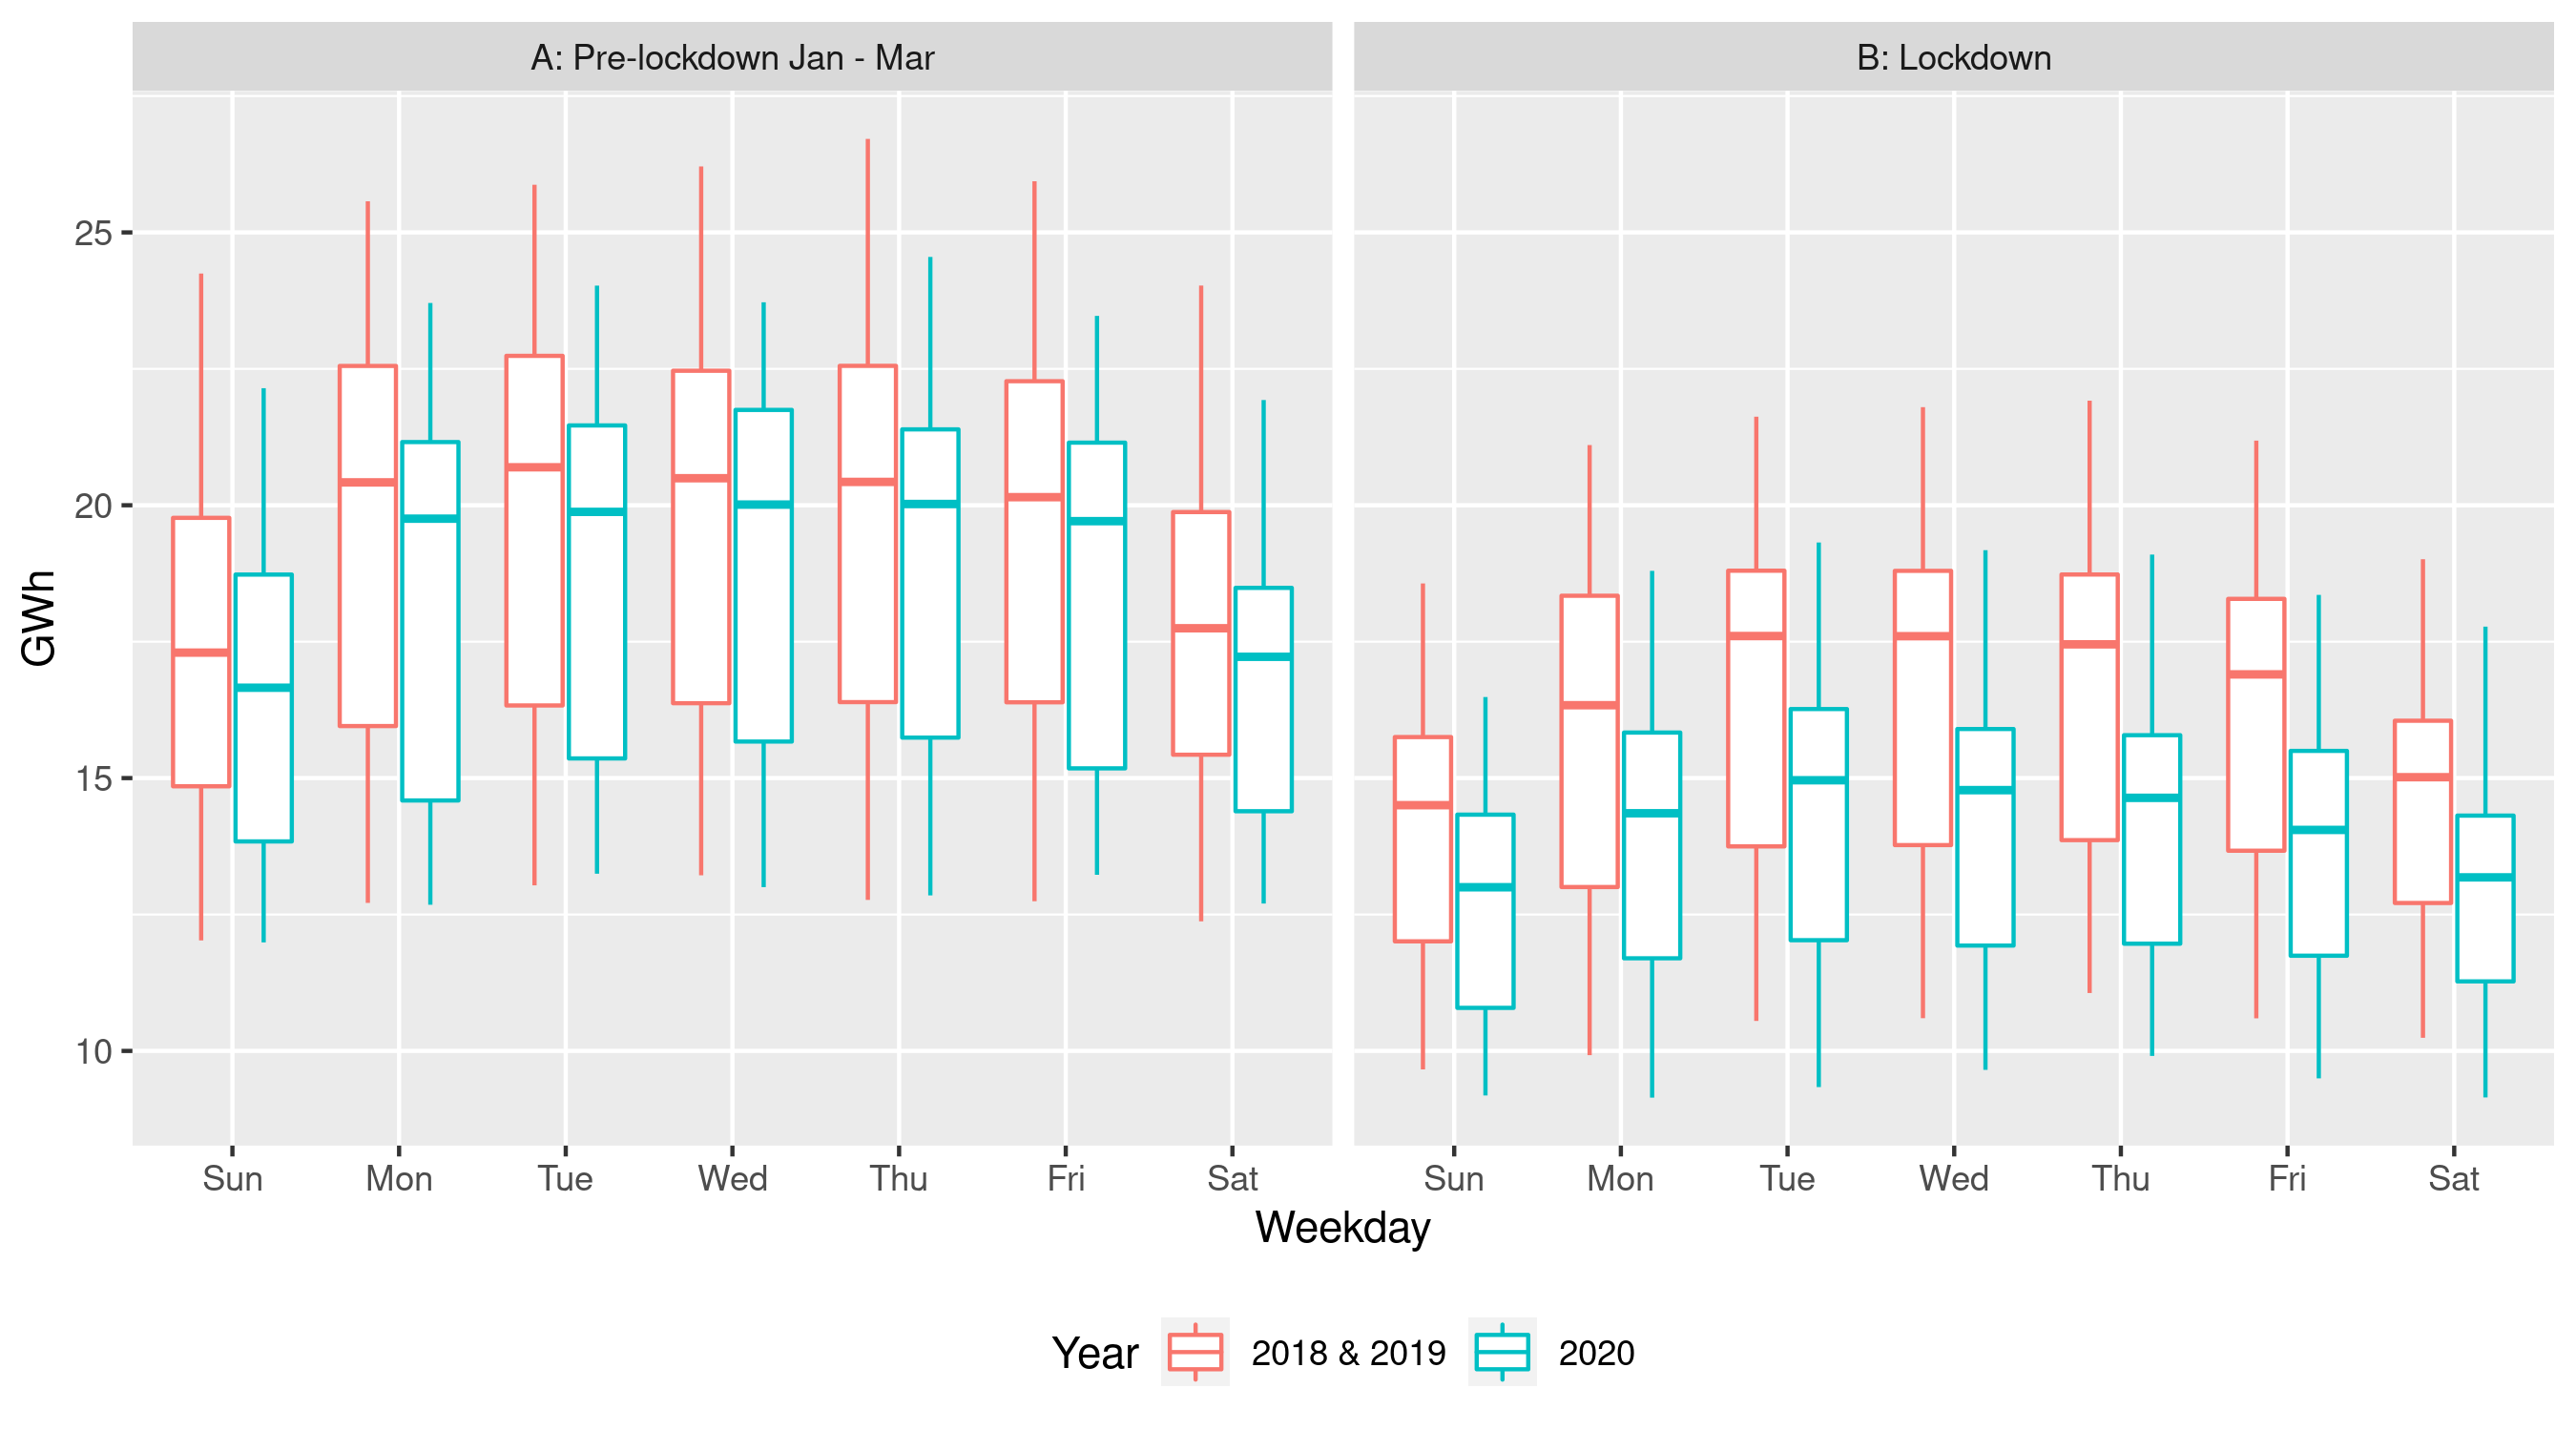 A: Pre-lockdown Jan - Mar
B: Lockdown
GWh
25
20
15
10
Sun Mon Tue Wed Thu Fri Sat
Sun Mon Tue Wed Thu Fri Sat
Weekday
Year 2018 & 2019 2020